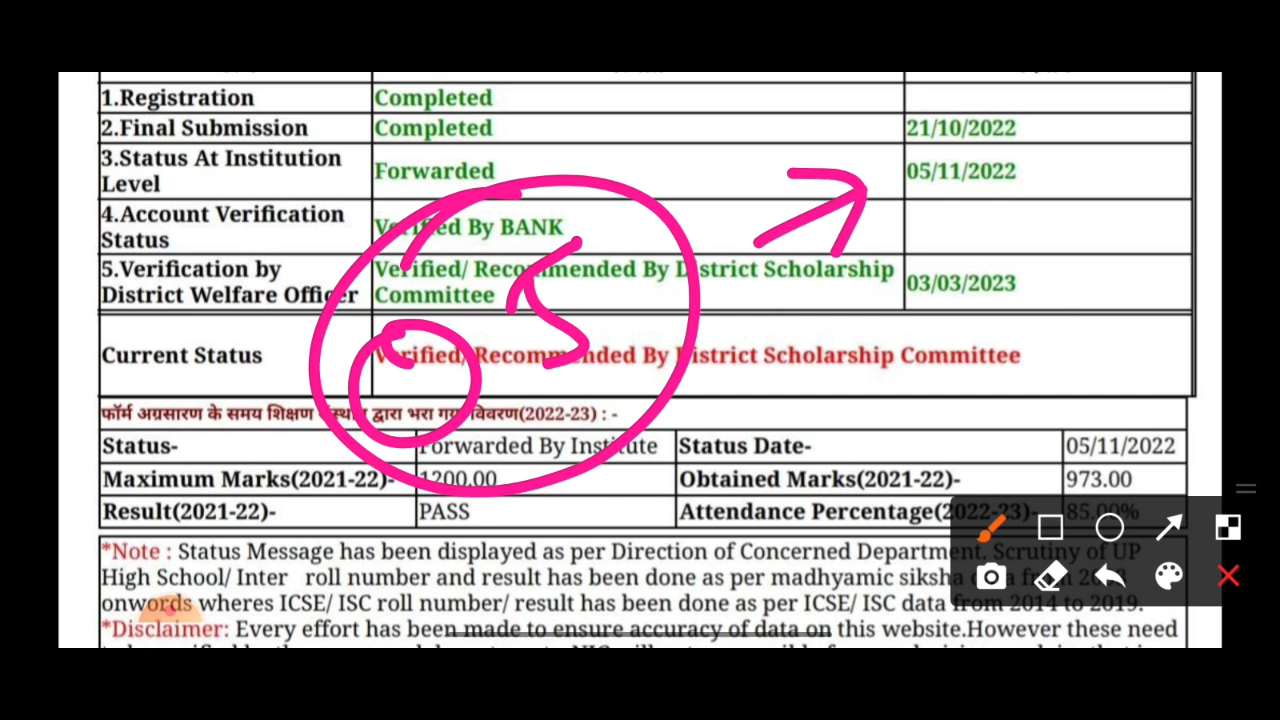 1.Registration Completed
2.Final Submission Completed 21/10/2022
3.Status At Institution
Level Forwarded 05/11/2022
4.Account Verification
Status Verified By BANK
5.Verification by
District Welfare Officer Verified/ Recommended By District Scholarship
Committee 03/03/2023
Current Status Verified/ Recommended By District Scholarship Committee
फॉर्म अग्रसारण के समय शिक्षण संस्थान द्वारा भरा गया विवरण(2022-23) : -
Status- Forwarded By Institute Status Date- 05/11/2022
Maximum Marks(2021-22)- 1200.00 Obtained Marks(2021-22)- 973.00
Result(2021-22)- PASS Attendance Percentage(2022-23)- 85.00%
*Note : Status Message has been displayed as per Direction of Concerned Department, Scrutiny of UP
High School/ Inter roll number and result has been done as per madhyamic siksha
onwords wheres ICSE/ ISC roll number/ result has been done as per ICSE/ ISC data from 2014 to 2019.
*Disclaimer: Every effort has been made to ensure accuracy of data on this website.However these need